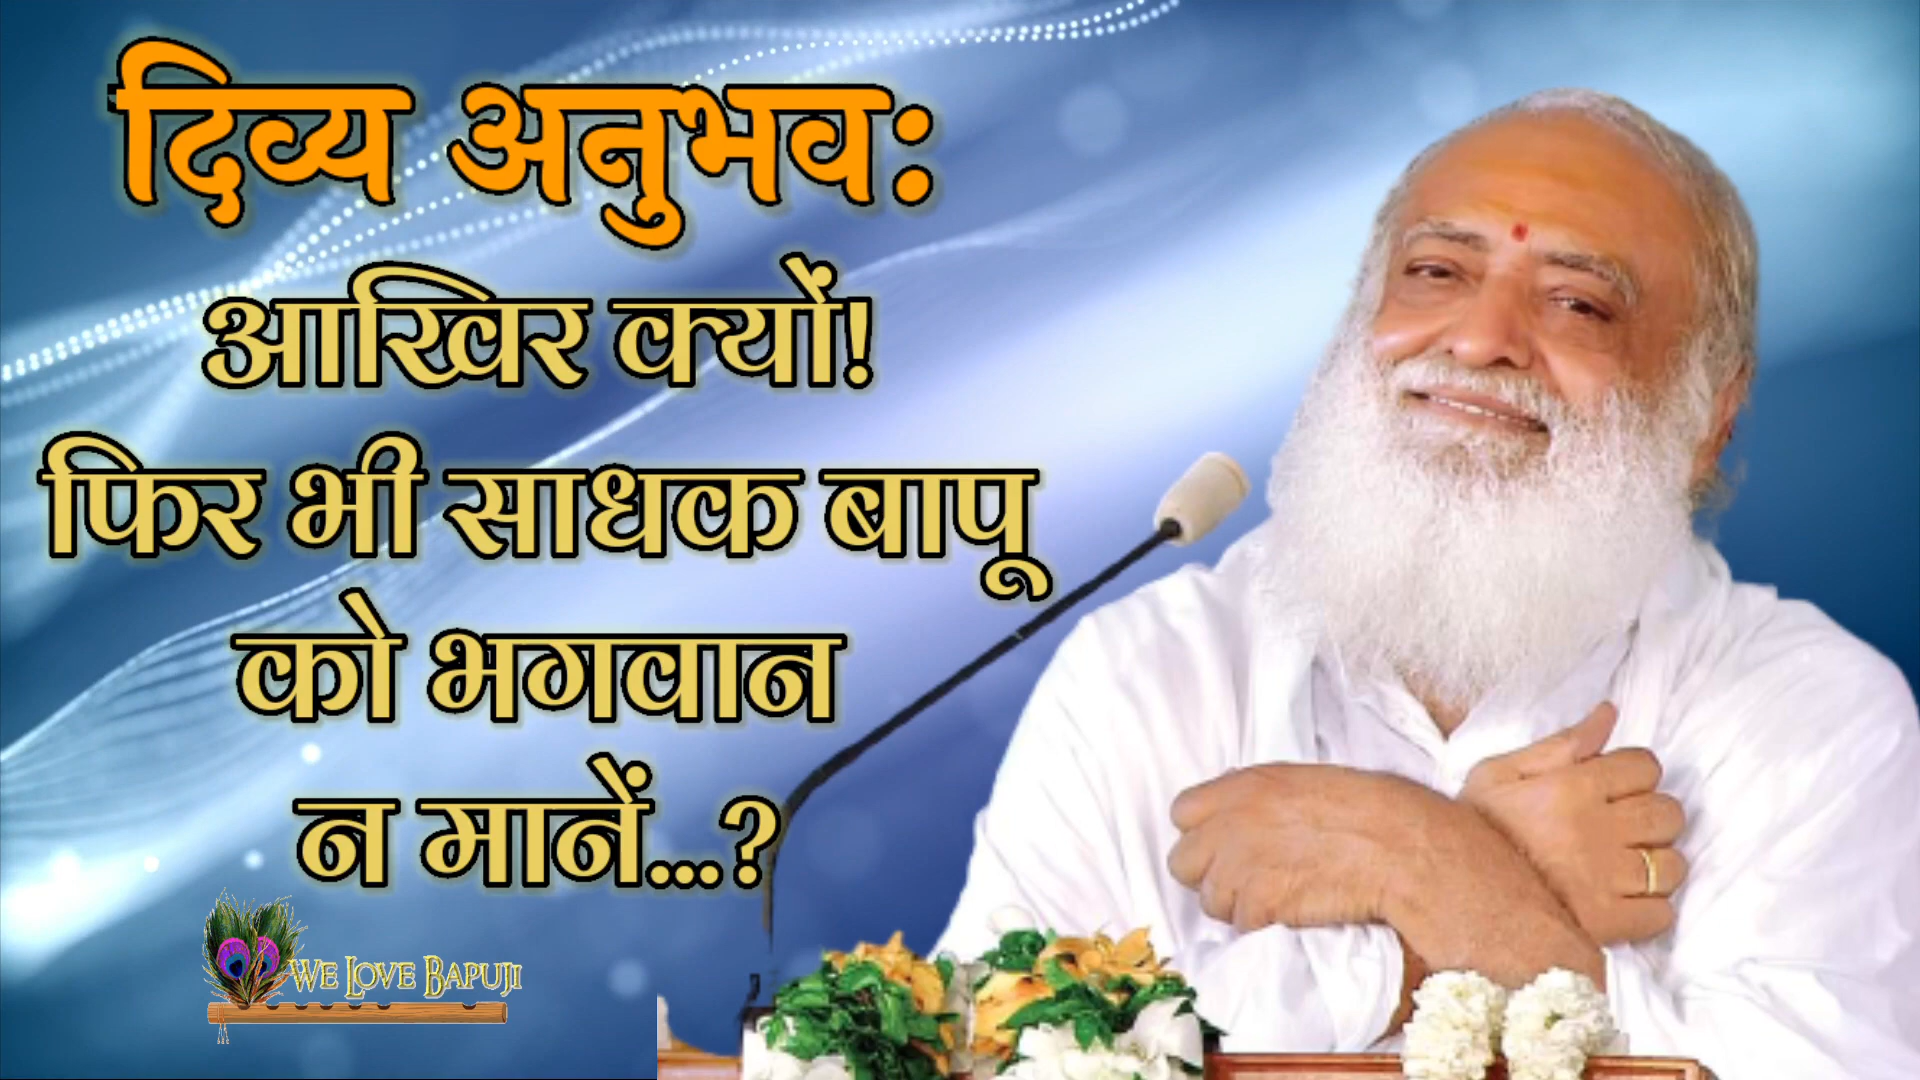 दिव्य अनुभव:
आखिर क्यों!
फिर भी साधक बापू
को भगवान
न मानें...?
WE LOVE BAPUJI